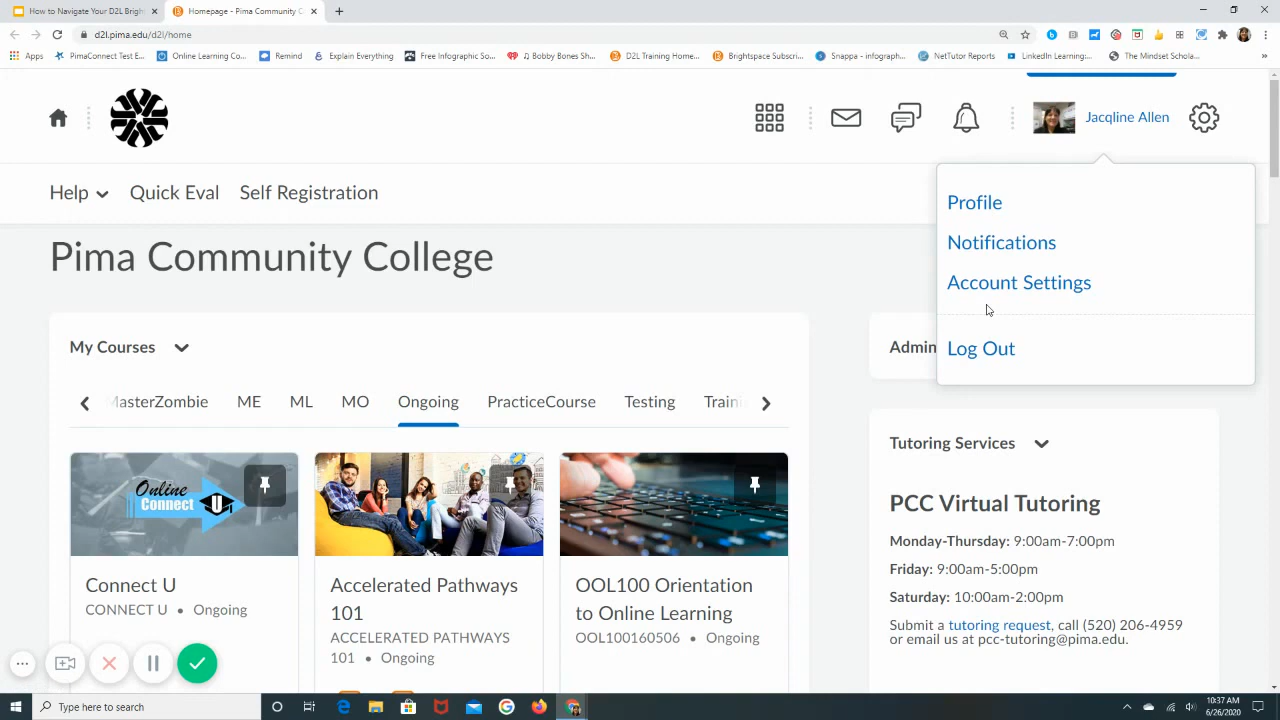 How to Navigate Your D2L Brigh
Homepage - Pima Community C
d2l.pima.edu/d2l/home
Apps
PimaConnect Test E...
Online Learning Co...
Remind
Explain Everything
Free Infographic So...
♫ Bobby Bones Sh...
D2L Training Home...
Brightspace Subscri...
Snappa - infograph...
NetTutor Reports
LinkedIn Learning:...
The Mindset Schola...
»
Jacqline Allen
Help
Quick Eval
Self Registration
Profile
Notifications
Account Settings
Log Out
Pima Community College
My Courses
MasterZombie
ME
ML
MO
Ongoing
PracticeCourse
Testing
Traini
Online
Connect U
Connect U
CONNECT U • Ongoing
Accelerated Pathways
101
ACCELERATED PATHWAYS
101 • Ongoing
OOL100 Orientation
to Online Learning
OOL100160506 • Ongoing
Admin
Tutoring Services
PCC Virtual Tutoring
Monday-Thursday: 9:00am-7:00pm
Friday: 9:00am-5:00pm
Saturday: 10:00am-2:00pm
Submit a tutoring request, call (520) 206-4959
or email us at pcc-tutoring@pima.edu.
Type here to search
10:37 AM
6/26/2020